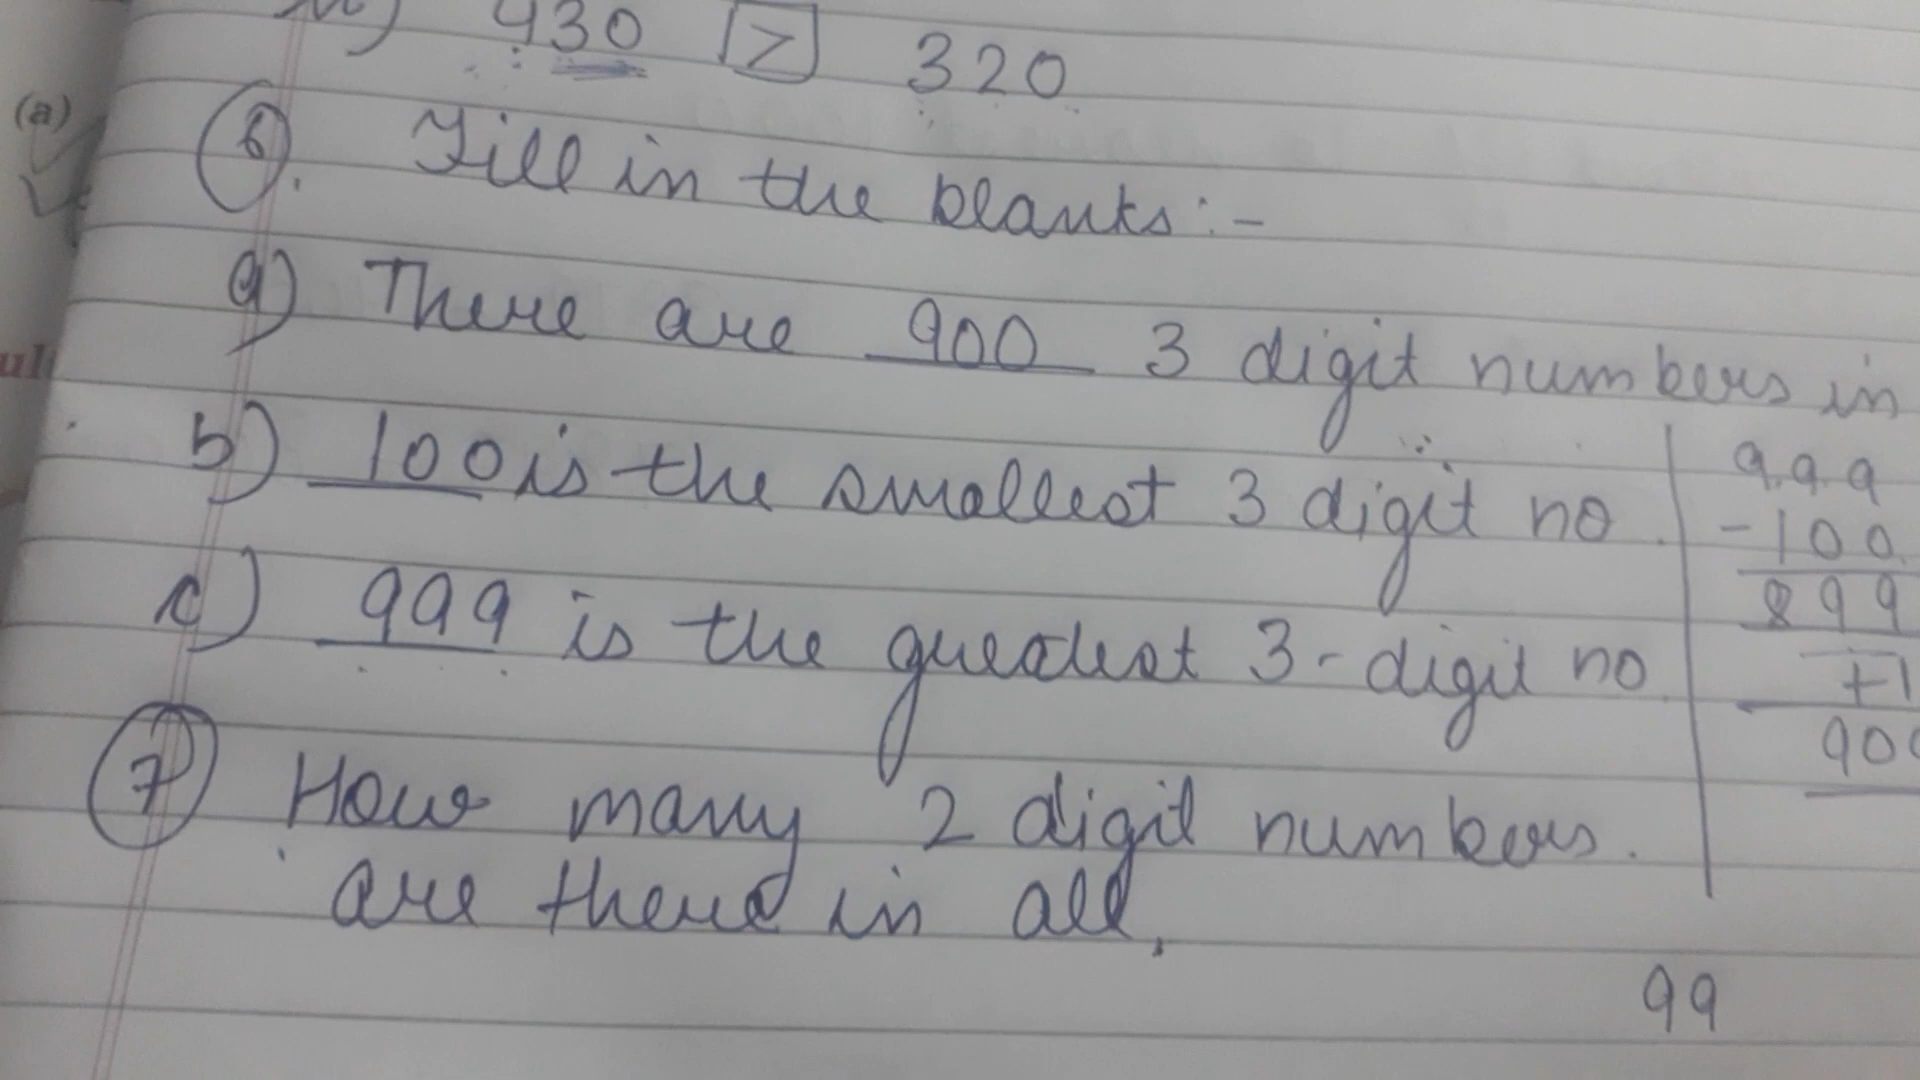 430 > 320
(a)
6. Fill in the blanks :-
a) There are 900 3 digit numbers in
b) 100 is the smallest 3 digit no.
c) 999 is the greatest 3-digit no
999
-100
899
+1
900
7 How many 2 digit numbers.
are there in all.
99